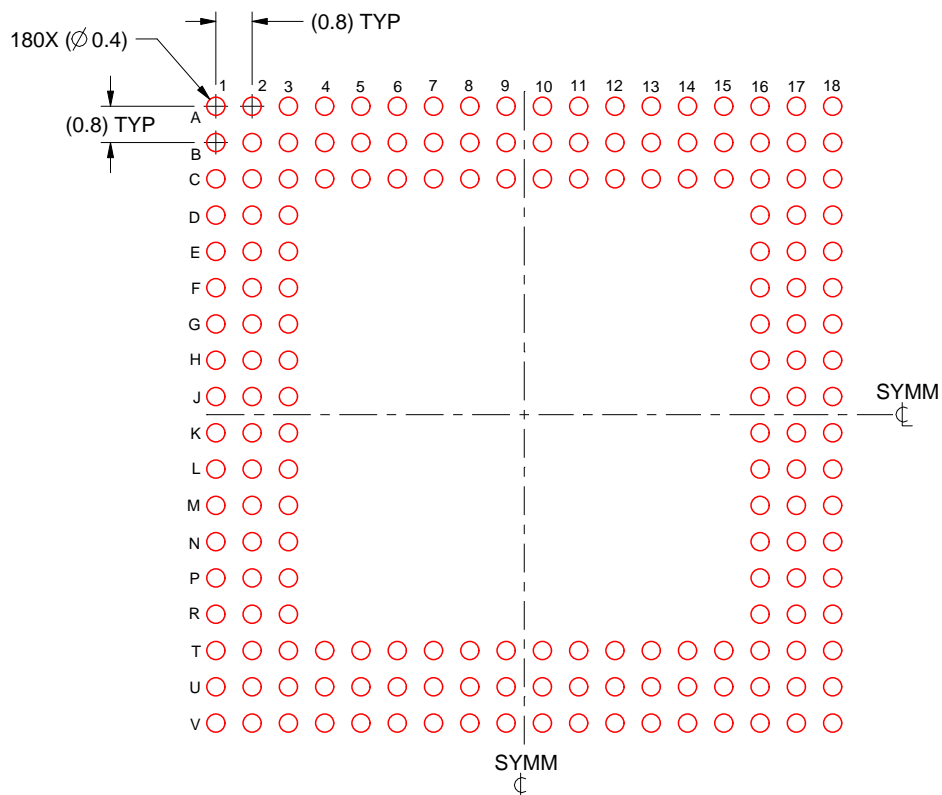 (0.8) TYP
180X (∅ 0.4)
1 2 3 4 5 6 7 8 9 10 11 12 13 14 15 16 17 18
A
(0.8) TYP
B
C
D
E
F
G
H
J
SYMM
℄
K
L
M
N
P
R
T
U
V
SYMM
℄